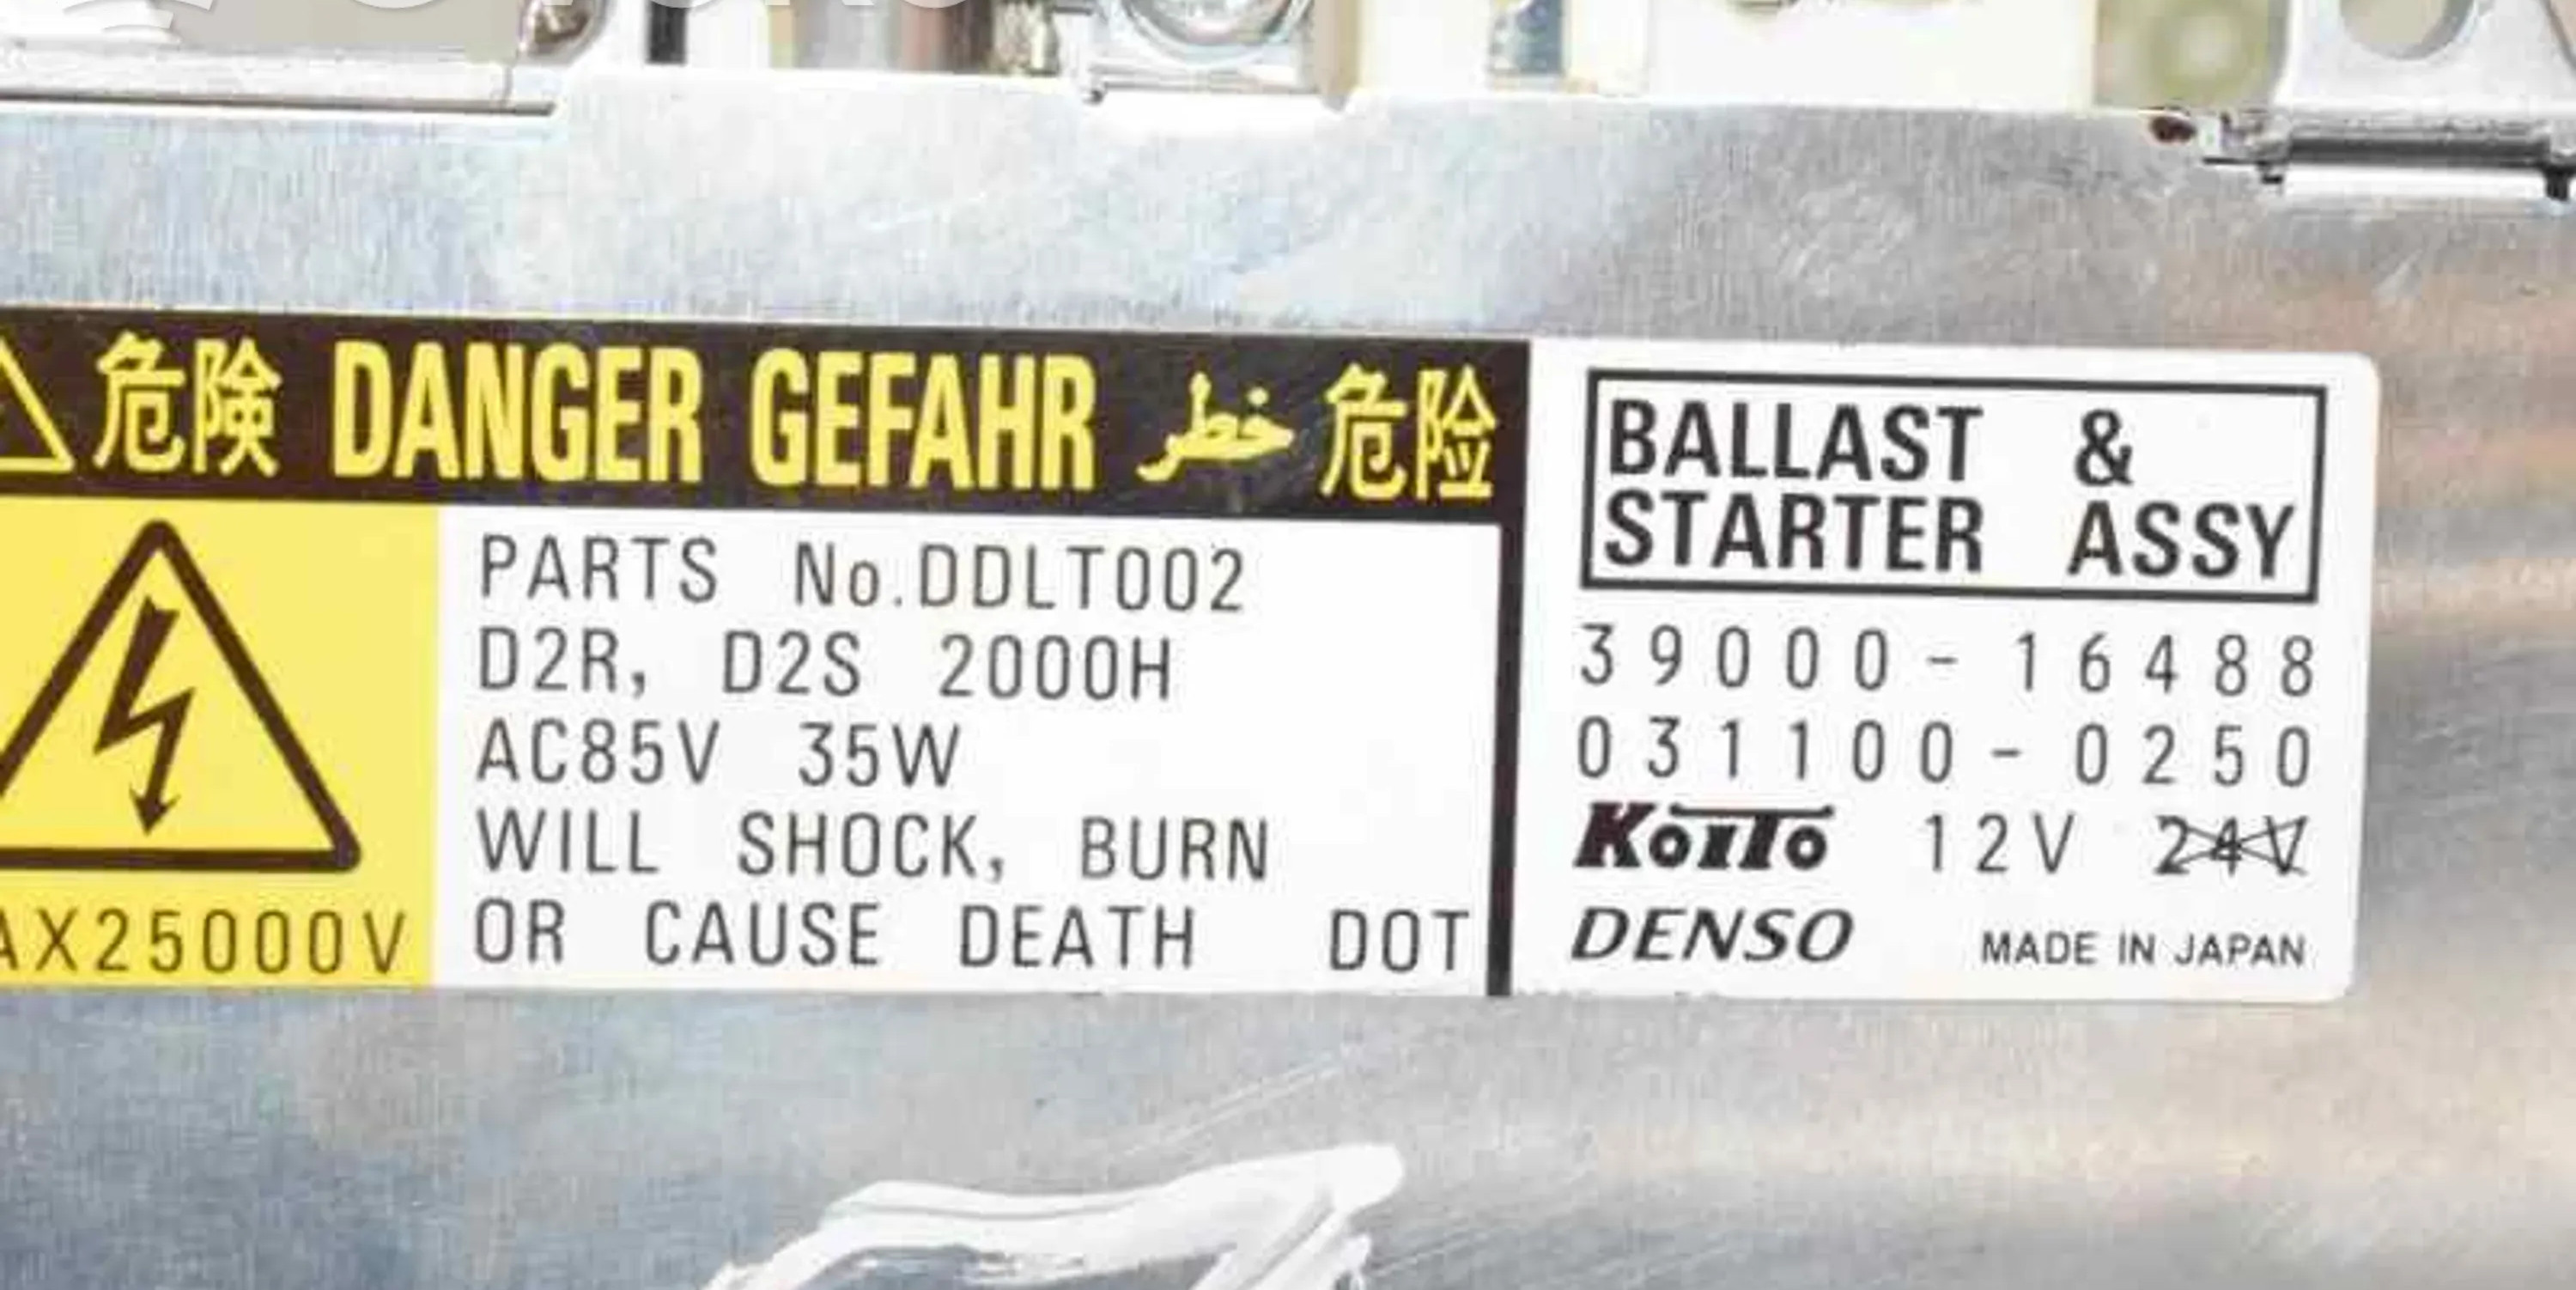 危険 DANGER GEFAHR خطر 危险
PARTS No.DDLT002
D2R, D2S 2000H
AC85V 35W
WILL SHOCK, BURN
OR CAUSE DEATH DOT
AX25000V
BALLAST &
STARTER ASSY
39000-16488
031100-0250
KOITO 12V 24V
DENSO MADE IN JAPAN